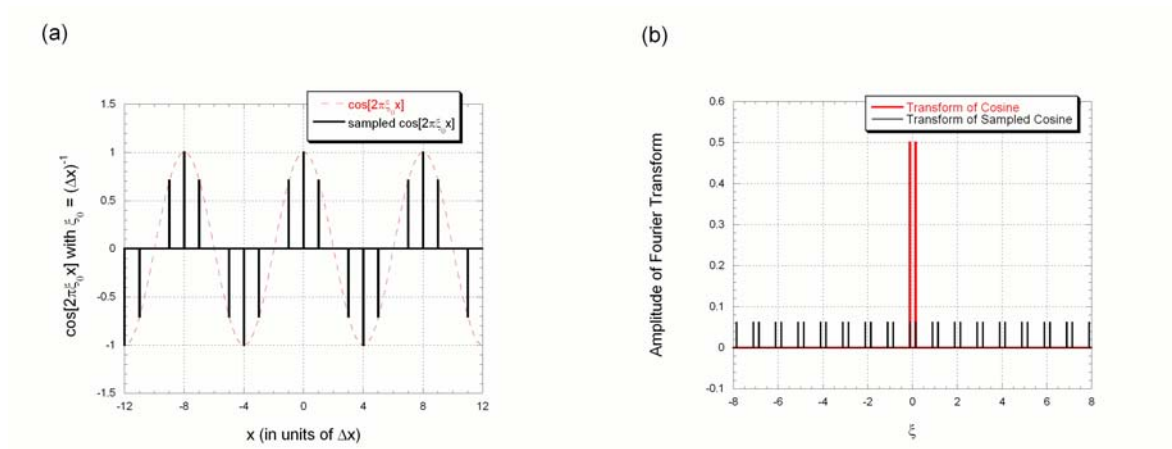 (a)
cos[2πξ₀x]
sampled cos[2πξ₀x]
cos[2πξ₀x] with ξ₀ = (Δx)⁻¹
1.5
1
0.5
0
-0.5
-1
-1.5
-12 -8 -4 0 4 8 12
x (in units of Δx)
(b)
Transform of Cosine
Transform of Sampled Cosine
Amplitude of Fourier Transform
0.6
0.5
0.4
0.3
0.2
0.1
0
-0.1
-8 -6 -4 -2 0 2 4 6 8
ξ